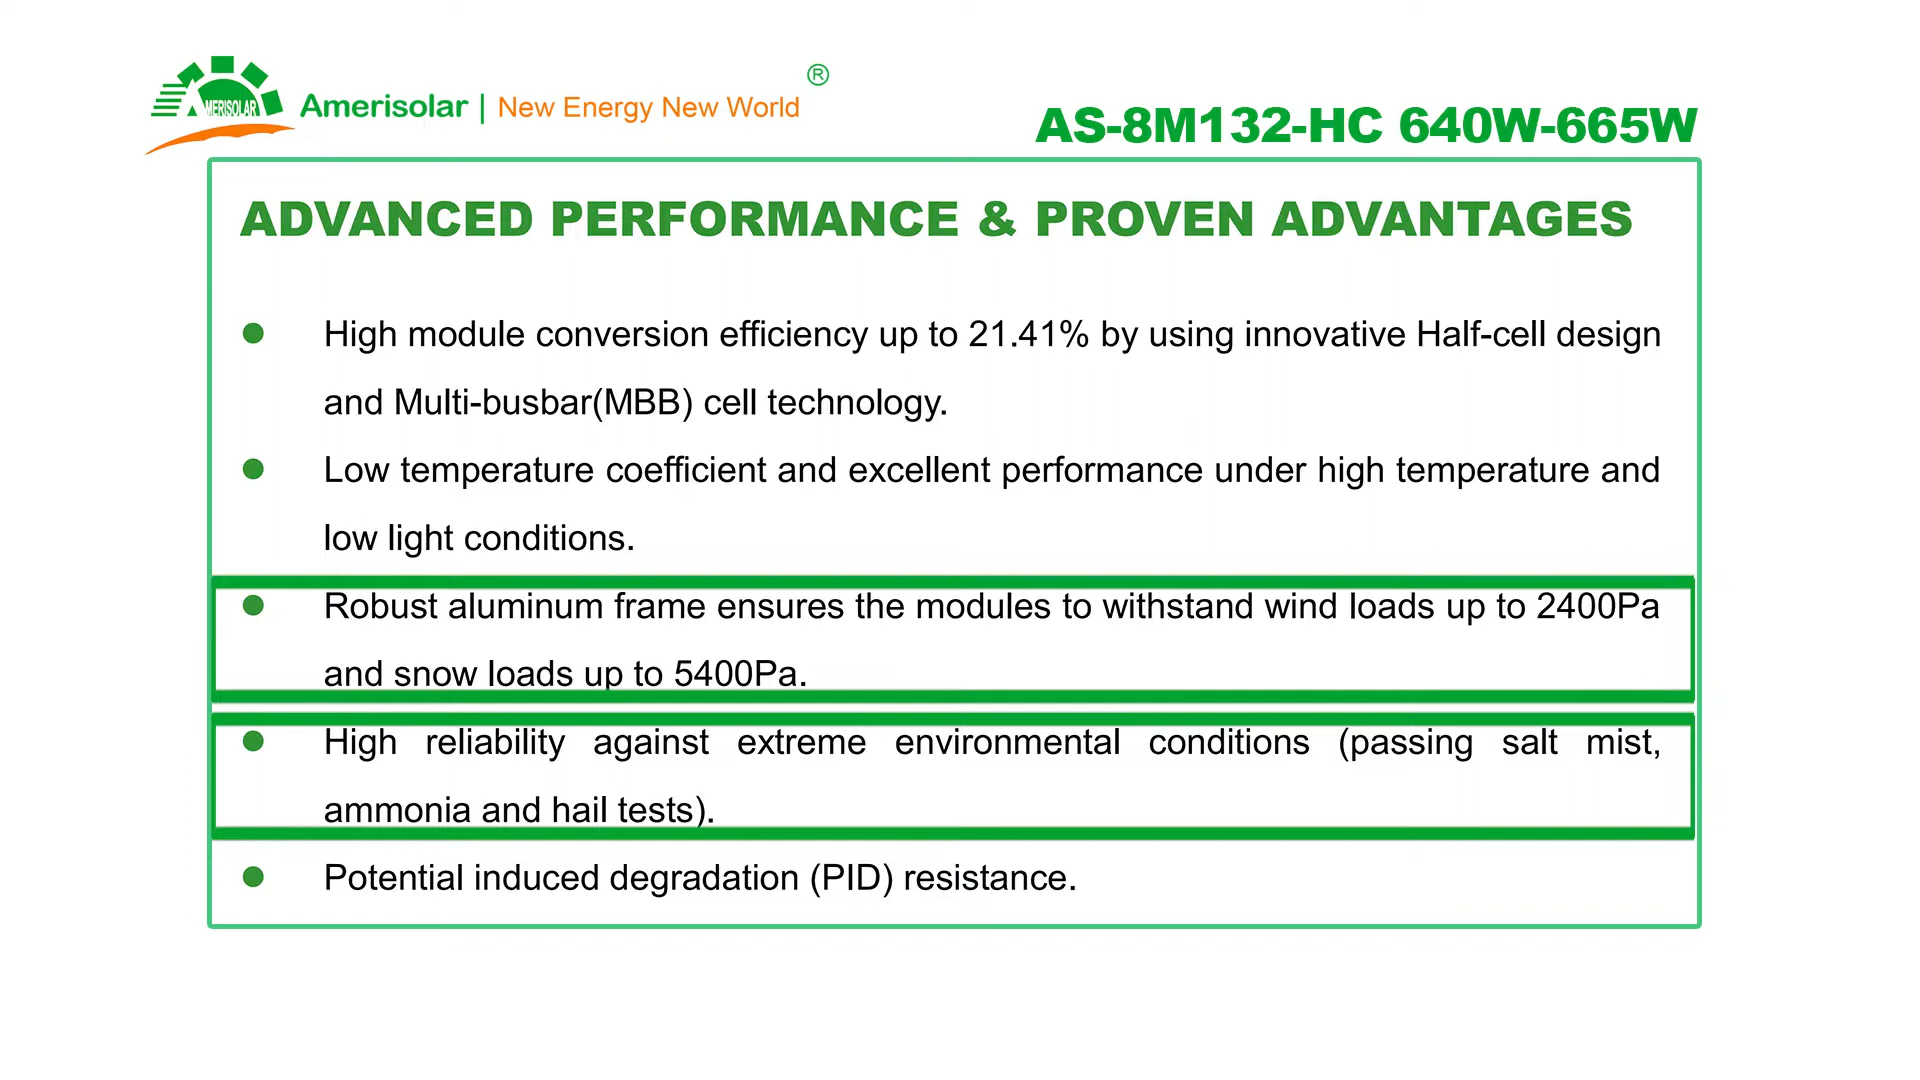 AMERISOLAR
Amerisolar | New Energy New World ®
AS-8M132-HC 640W-665W
ADVANCED PERFORMANCE & PROVEN ADVANTAGES
● High module conversion efficiency up to 21.41% by using innovative Half-cell design
and Multi-busbar(MBB) cell technology.
● Low temperature coefficient and excellent performance under high temperature and
low light conditions.
● Robust aluminum frame ensures the modules to withstand wind loads up to 2400Pa
and snow loads up to 5400Pa.
● High reliability against extreme environmental conditions (passing salt mist,
ammonia and hail tests).
● Potential induced degradation (PID) resistance.